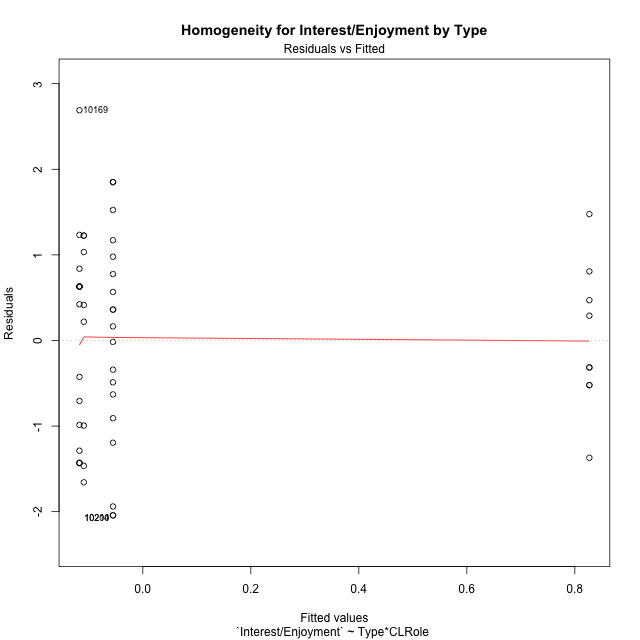 Homogeneity for Interest/Enjoyment by Type
Residuals vs Fitted
3
2
1
0
-1
-2
Residuals
10169
0.0 0.2 0.4 0.6 0.8
Fitted values
`Interest/Enjoyment` ~ Type*CLRole